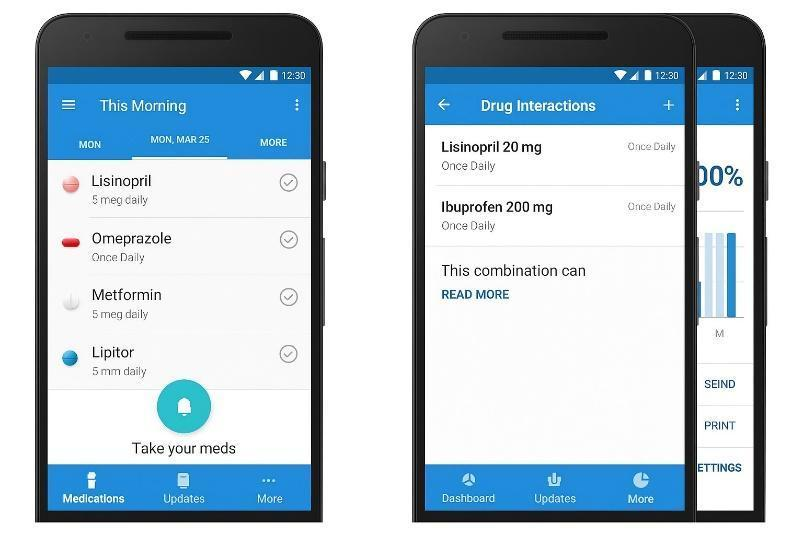 12:30
This Morning
MON
MON, MAR 25
MORE
Lisinopril
5 meg daily
Omeprazole
Once Daily
Metformin
5 meg daily
Lipitor
5 mm daily
Take your meds
Medications
Updates
More
12:30
Drug Interactions
Lisinopril 20 mg
Once Daily
Once Daily
Ibuprofen 200 mg
Once Daily
Once Daily
This combination can
READ MORE
Dashboard
Updates
More
12:30
00%
M
SEIND
PRINT
ETTINGS